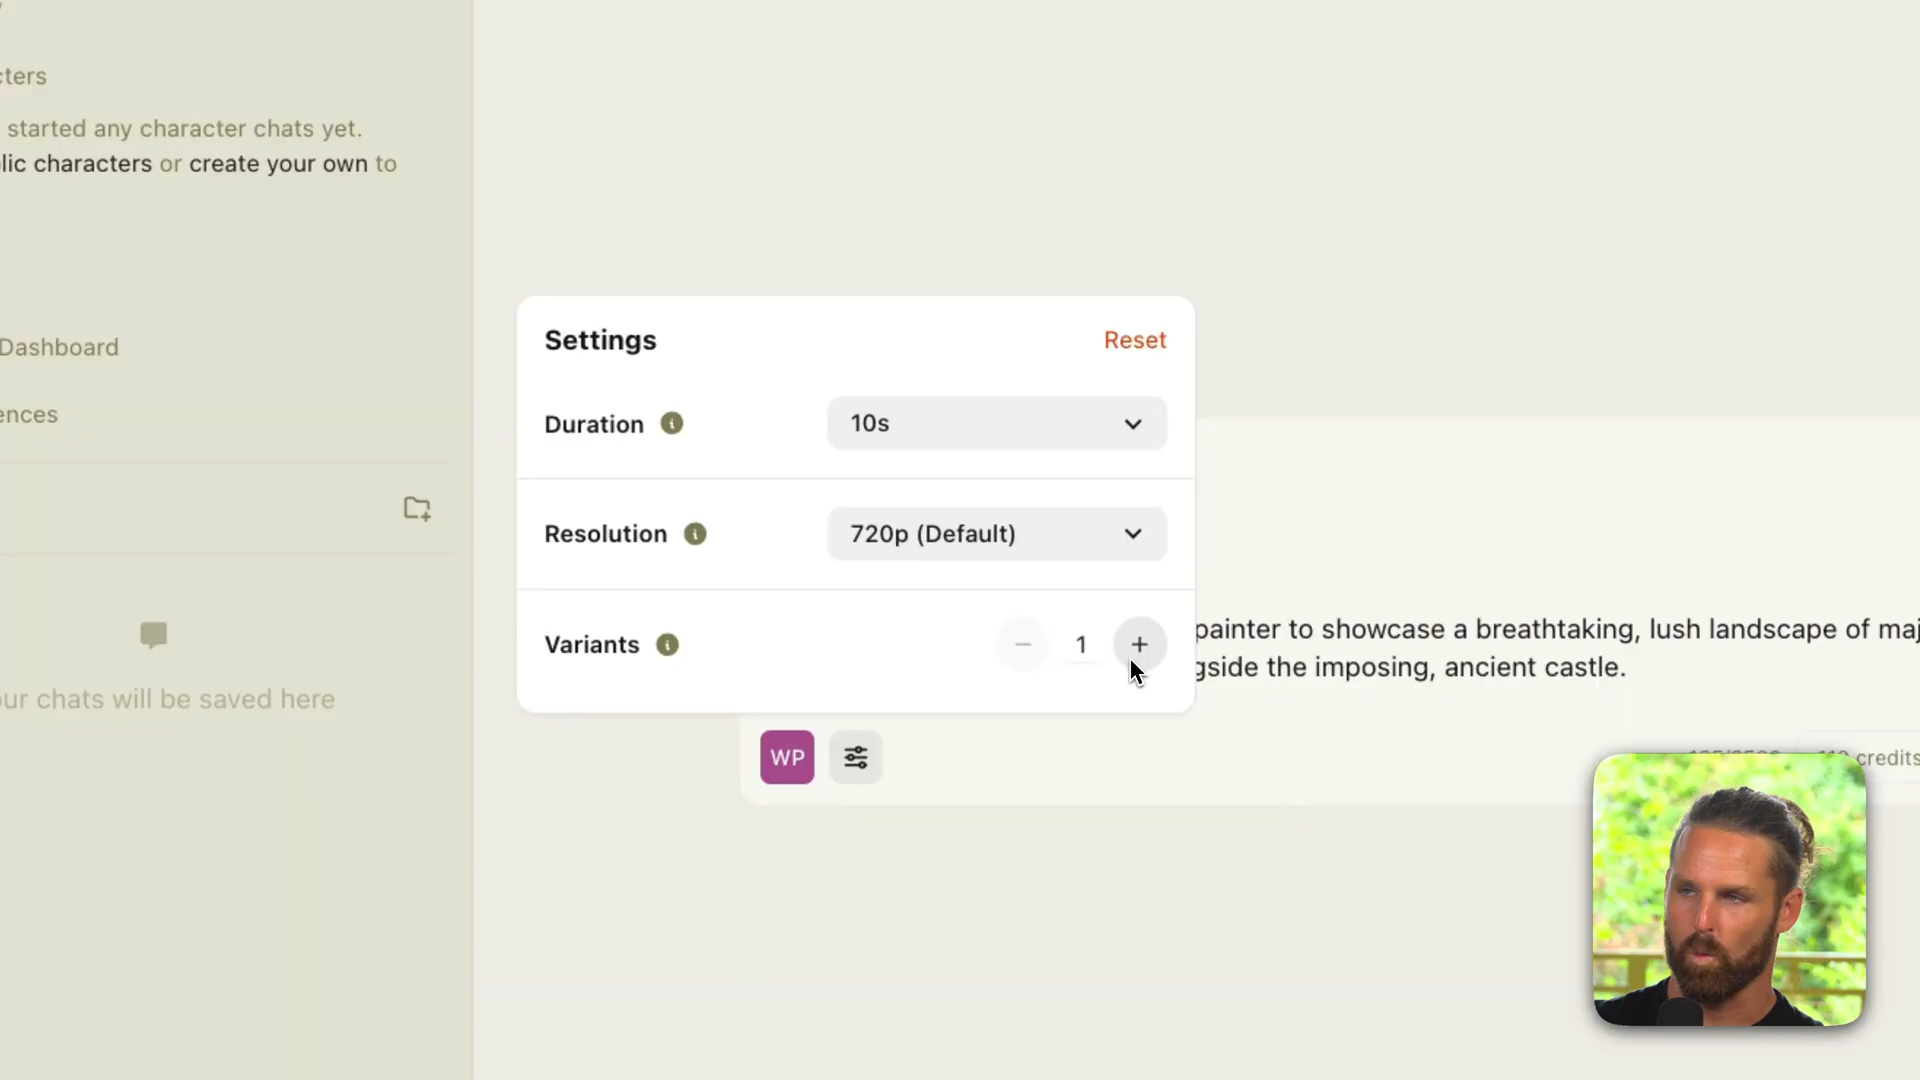 cters
started any character chats yet.
lic characters or create your own to
Dashboard
ences
ur chats will be saved here
Settings
Reset
Duration
10s
Resolution
720p (Default)
Variants
1
painter to showcase a breathtaking, lush landscape of maj
gside the imposing, ancient castle.
WP
credits